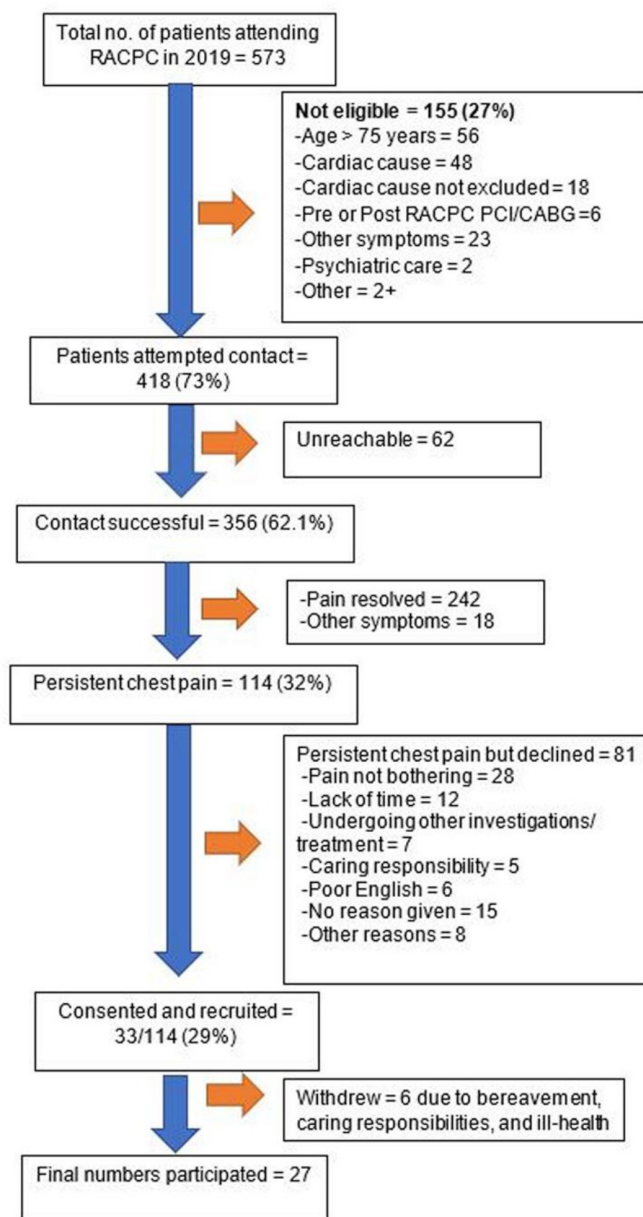 Total no. of patients attending
RACPC in 2019 = 573
Not eligible = 155 (27%)
-Age > 75 years = 56
-Cardiac cause = 48
-Cardiac cause not excluded = 18
-Pre or Post RACPC PCI/CABG =6
-Other symptoms = 23
-Psychiatric care = 2
-Other = 2+
Patients attempted contact =
418 (73%)
Unreachable = 62
Contact successful = 356 (62.1%)
-Pain resolved = 242
-Other symptoms = 18
Persistent chest pain = 114 (32%)
Persistent chest pain but declined = 81
-Pain not bothering = 28
-Lack of time = 12
-Undergoing other investigations/
treatment = 7
-Caring responsibility = 5
-Poor English = 6
-No reason given = 15
-Other reasons = 8
Consented and recruited =
33/114 (29%)
Withdrew = 6 due to bereavement,
caring responsibilities, and ill-health
Final numbers participated = 27